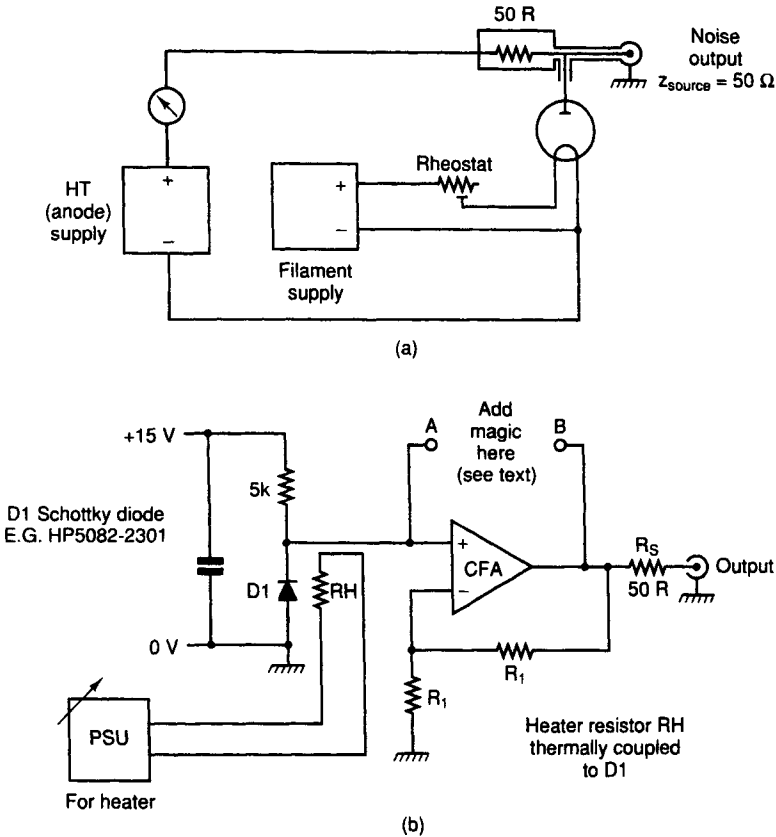 50 R
Noise
output
z_source = 50 Ω
HT
(anode)
supply
+
−
+
−
Rheostat
Filament
supply
(a)
+15 V
5k
D1 Schottky diode
E.G. HP5082-2301
D1
RH
0 V
A
Add
magic
here
(see text)
B
+
CFA
−
R_S
50 R
Output
R_1
R_1
PSU
For heater
Heater resistor RH
thermally coupled
to D1
(b)